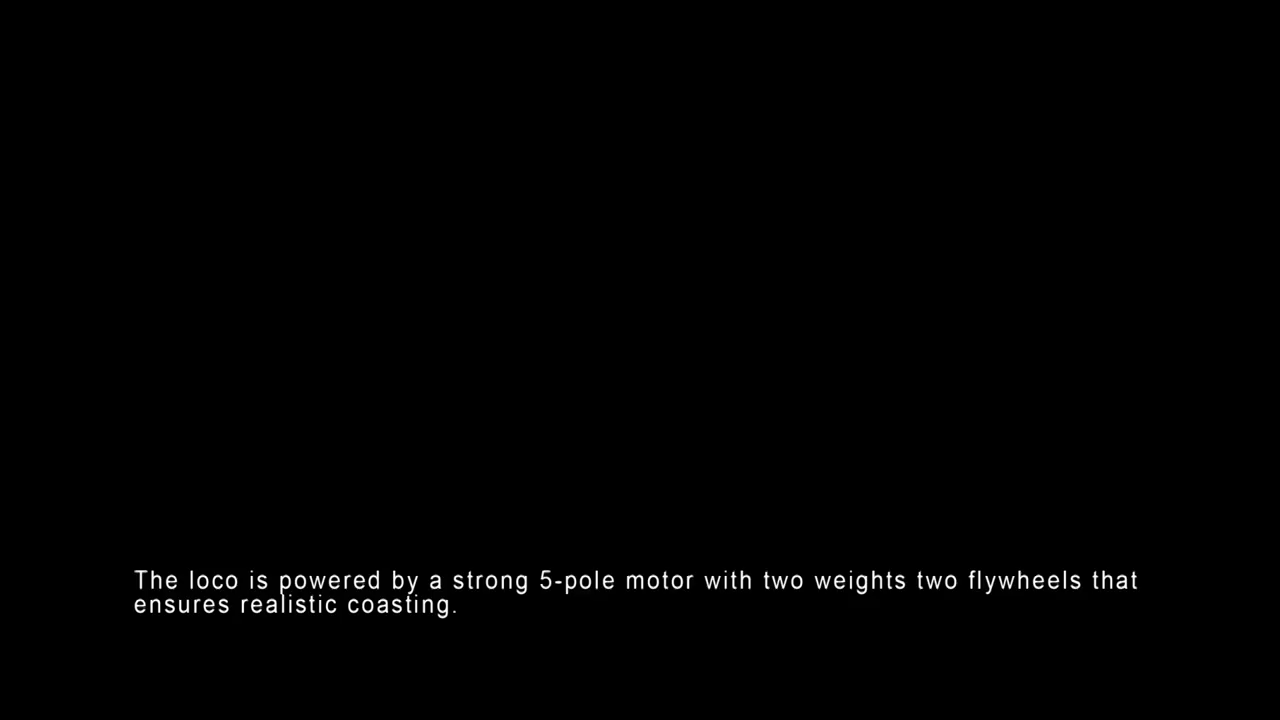 The loco is powered by a strong 5-pole motor with two weights two flywheels that
ensures realistic coasting.